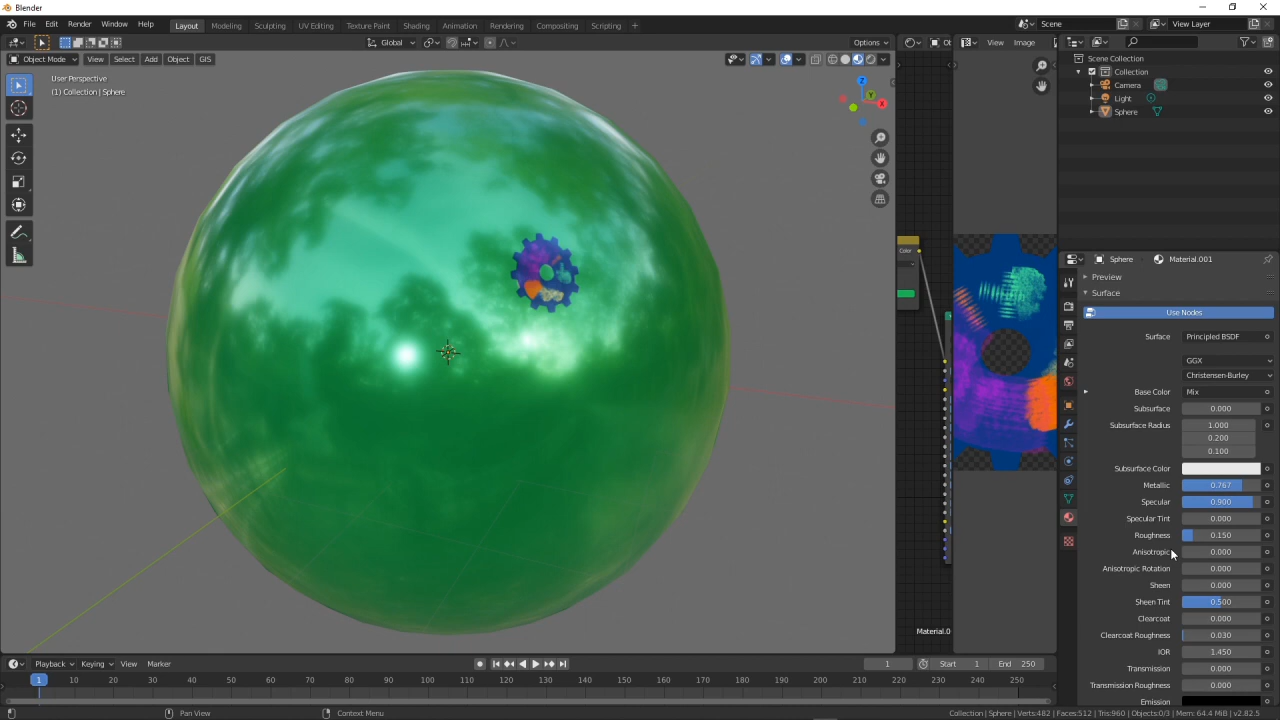 Blender
File Edit Render Window Help Layout Modeling Sculpting UV Editing Texture Paint Shading Animation Rendering Compositing Scripting + Scene View Layer
Global Options View Image
Object Mode View Select Add Object GIS
User Perspective
(1) Collection | Sphere
Z
Y
X
Scene Collection
Collection
Camera
Light
Sphere
Color
Sphere Material.001
Preview
Surface
Use Nodes
Surface Principled BSDF
GGX
Christensen-Burley
Base Color Mix
Subsurface 0.000
Subsurface Radius 1.000
0.200
0.100
Subsurface Color
Metallic 0.767
Specular 0.900
Specular Tint 0.000
Roughness 0.150
Anisotropic 0.000
Anisotropic Rotation 0.000
Sheen 0.000
Sheen Tint 0.500
Clearcoat 0.000
Clearcoat Roughness 0.030
IOR 1.450
Transmission 0.000
Transmission Roughness 0.000
Emission
Material.0
Playback Keying View Marker 1 Start 1 End 250
1 10 20 30 40 50 60 70 80 90 100 110 120 130 140 150 160 170 180 190 200 210 220 230 240 250
Pan View Context Menu Collection | Sphere | Verts:482 | Faces:512 | Tris:960 | Objects:0/3 | Mem: 64.4 MiB | v2.82.5